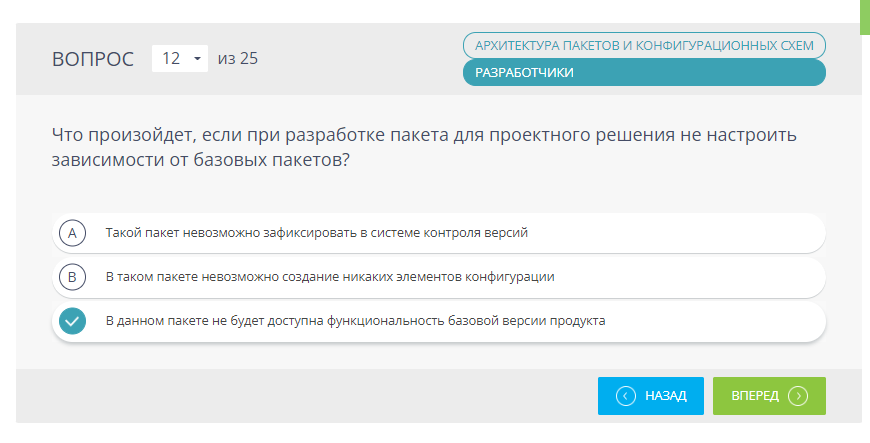 ВОПРОС 12 из 25
АРХИТЕКТУРА ПАКЕТОВ И КОНФИГУРАЦИОННЫХ СХЕМ
РАЗРАБОТЧИКИ
Что произойдет, если при разработке пакета для проектного решения не настроить
зависимости от базовых пакетов?
A Такой пакет невозможно зафиксировать в системе контроля версий
B В таком пакете невозможно создание никаких элементов конфигурации
В данном пакете не будет доступна функциональность базовой версии продукта
НАЗАД ВПЕРЕД